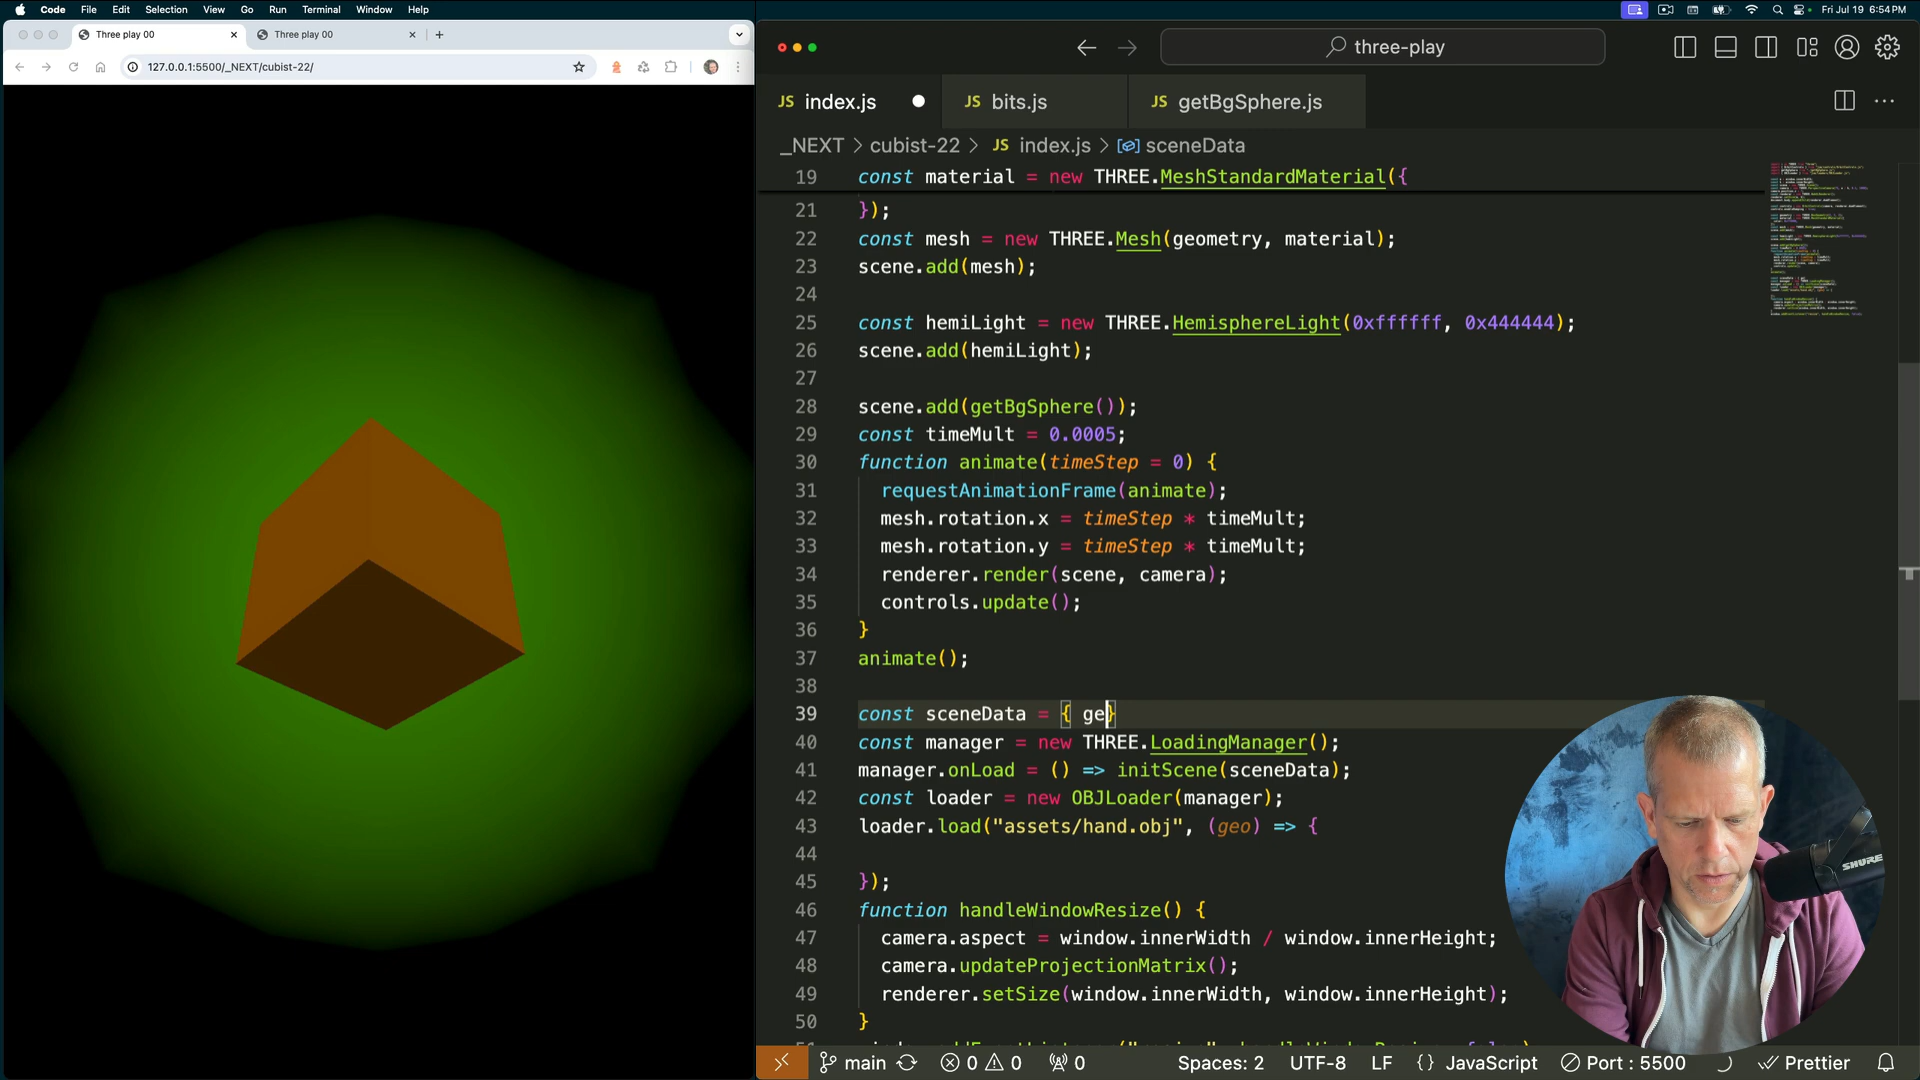 Code File Edit Selection View Go Run Terminal Window Help
Fri Jul 19 6:54 PM
Three play 00
Three play 00
127.0.0.1:5500/_NEXT/cubist-22/
three-play
JS index.js
JS bits.js
JS getBgSphere.js
_NEXT > cubist-22 > JS index.js > sceneData
19 const material = new THREE.MeshStandardMaterial({
21 });
22 const mesh = new THREE.Mesh(geometry, material);
23 scene.add(mesh);
24
25 const hemiLight = new THREE.HemisphereLight(0xffffff, 0x444444);
26 scene.add(hemiLight);
27
28 scene.add(getBgSphere());
29 const timeMult = 0.0005;
30 function animate(timeStep = 0) {
31 requestAnimationFrame(animate);
32 mesh.rotation.x = timeStep * timeMult;
33 mesh.rotation.y = timeStep * timeMult;
34 renderer.render(scene, camera);
35 controls.update();
36 }
37 animate();
38
39 const sceneData = { ge}
40 const manager = new THREE.LoadingManager();
41 manager.onLoad = () => initScene(sceneData);
42 const loader = new OBJLoader(manager);
43 loader.load("assets/hand.obj", (geo) => {
44
45 });
46 function handleWindowResize() {
47 camera.aspect = window.innerWidth / window.innerHeight;
48 camera.updateProjectionMatrix();
49 renderer.setSize(window.innerWidth, window.innerHeight);
50 }
SHURE
main 0 0 0 Spaces: 2 UTF-8 LF {} JavaScript Port : 5500 Prettier